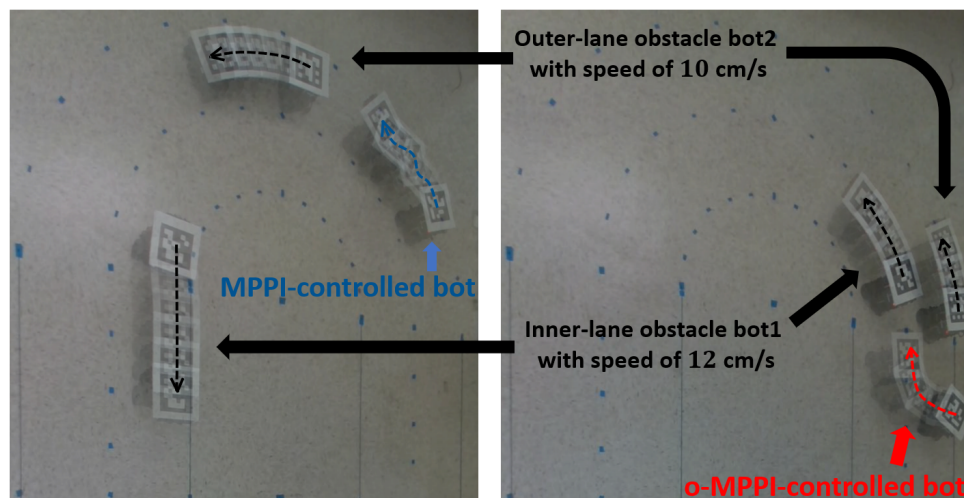 Outer-lane obstacle bot2
with speed of 10 cm/s
MPPI-controlled bot
Inner-lane obstacle bot1
with speed of 12 cm/s
o-MPPI-controlled bot